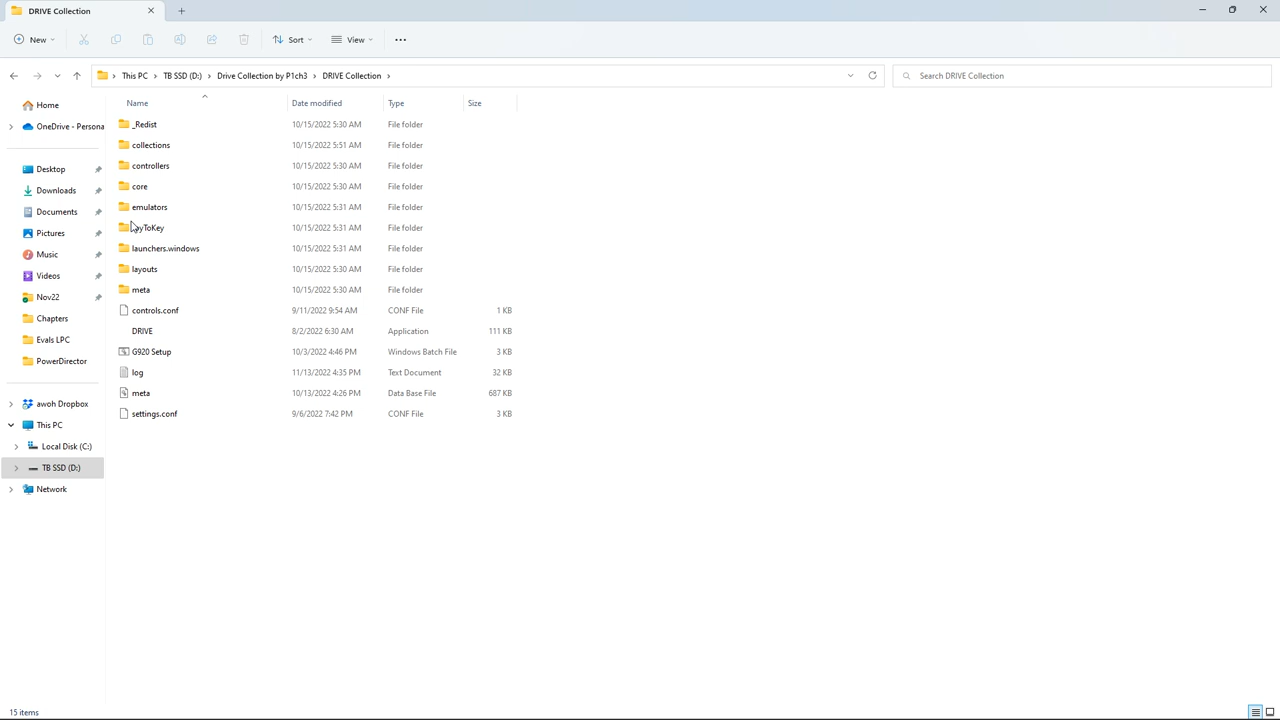 DRIVE Collection
New
Sort
View
This PC > TB SSD (D:) > Drive Collection by P1ch3 > DRIVE Collection >
Search DRIVE Collection
Home
OneDrive - Persona
Desktop
Downloads
Documents
Pictures
Music
Videos
Nov22
Chapters
Evals LPC
PowerDirector
awoh Dropbox
This PC
Local Disk (C:)
TB SSD (D:)
Network
Name Date modified Type Size
_Redist 10/15/2022 5:30 AM File folder
collections 10/15/2022 5:51 AM File folder
controllers 10/15/2022 5:30 AM File folder
core 10/15/2022 5:30 AM File folder
emulators 10/15/2022 5:31 AM File folder
yToKey 10/15/2022 5:31 AM File folder
launchers.windows 10/15/2022 5:31 AM File folder
layouts 10/15/2022 5:30 AM File folder
meta 10/15/2022 5:30 AM File folder
controls.conf 9/11/2022 9:54 AM CONF File 1 KB
DRIVE 8/2/2022 6:30 AM Application 111 KB
G920 Setup 10/3/2022 4:46 PM Windows Batch File 3 KB
log 11/13/2022 4:35 PM Text Document 32 KB
meta 10/13/2022 4:26 PM Data Base File 687 KB
settings.conf 9/6/2022 7:42 PM CONF File 3 KB
15 items